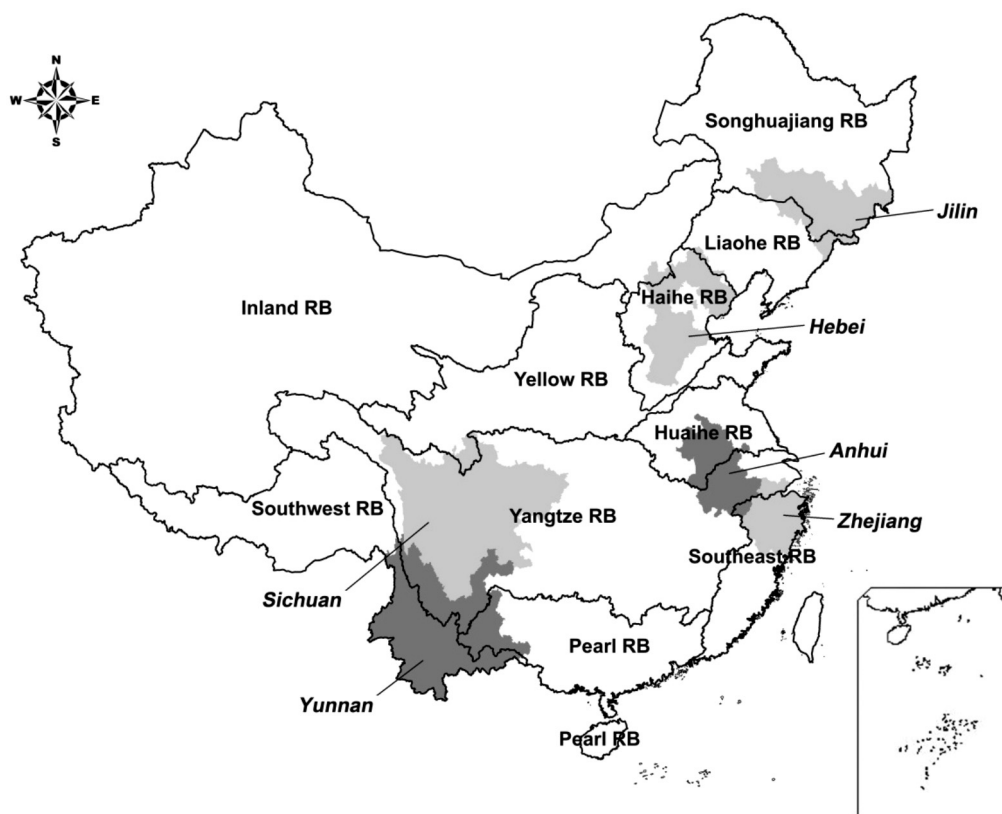 N
W E
S
Songhuajiang RB
Jilin
Liaohe RB
Haihe RB
Inland RB
Hebei
Yellow RB
Huaihe RB
Anhui
Southwest RB
Yangtze RB
Zhejiang
Southeast RB
Sichuan
Pearl RB
Yunnan
Pearl RB